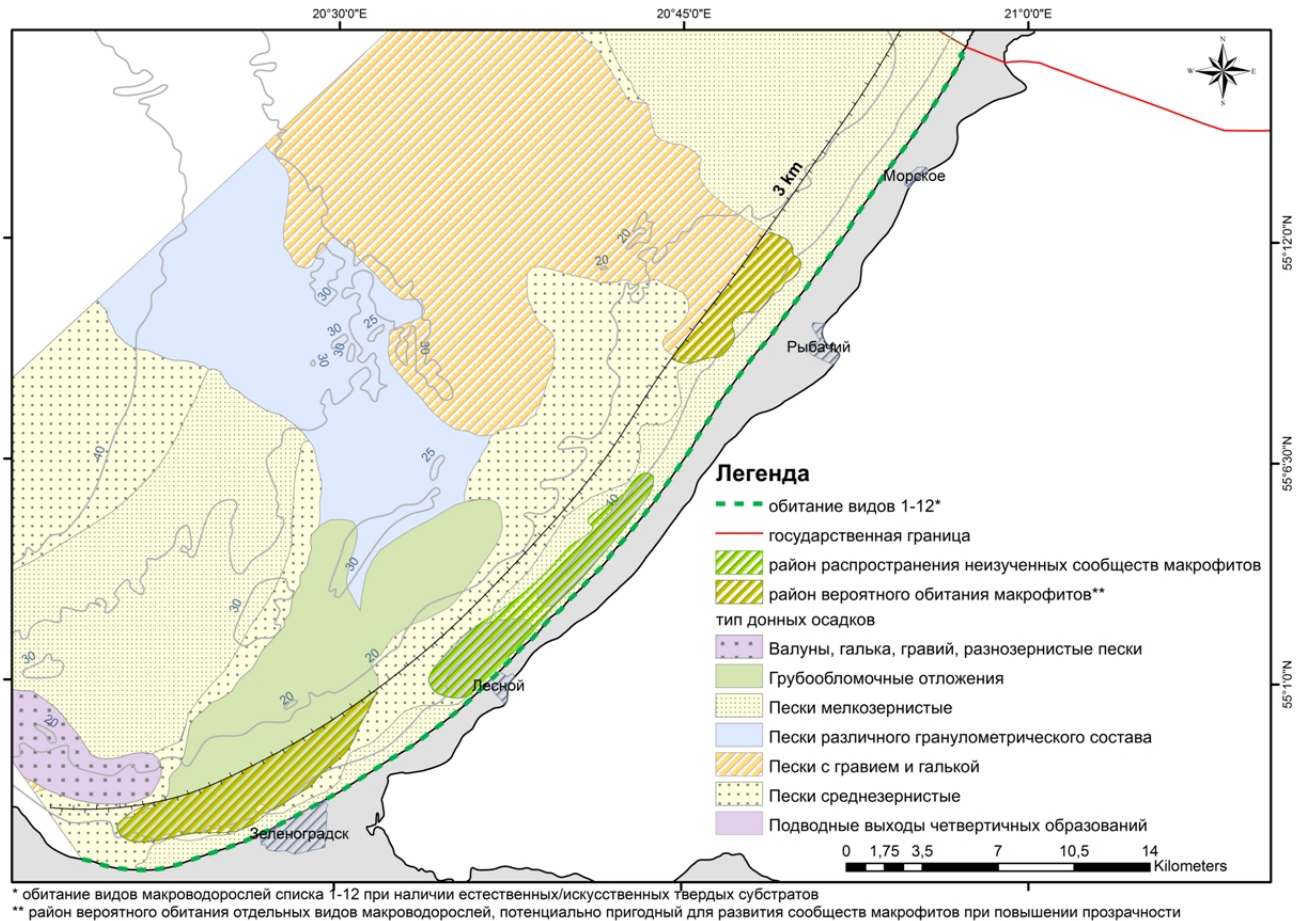 20°30'0"E
20°45'0"E
21°0'0"E
N
W
E
S
3 km
Морское
55°12'0"N
20
20
30
25
30
30
30
30
Рыбачий
40
25
55°6'30"N
10
Легенда
обитание видов 1-12*
государственная граница
район распространения неизученных сообществ макрофитов
район вероятного обитания макрофитов**
тип донных осадков
Валуны, галька, гравий, разнозернистые пески
Грубообломочные отложения
Пески мелкозернистые
Пески различного гранулометрического состава
Пески с гравием и галькой
Пески среднезернистые
Подводные выходы четвертичных образований
30
30
30
20
20
20
Лесной
55°1'0"N
Зеленоградск
0 1,75 3,5 7 10,5 14
Kilometers
* обитание видов макроводорослей списка 1-12 при наличии естественных/искусственных твердых субстратов
** район вероятного обитания отдельных видов макроводорослей, потенциально пригодный для развития сообществ макрофитов при повышении прозрачности